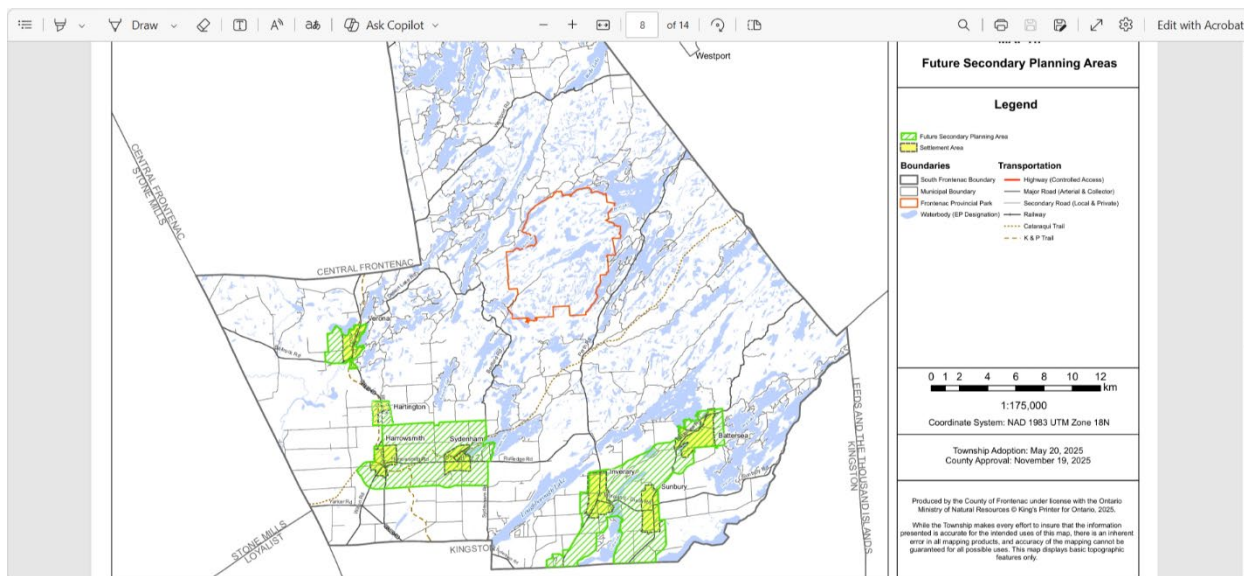 Draw
Ask Copilot
8
of 14
Edit with Acrobat
Westport
Future Secondary Planning Areas
Legend
Future Secondary Planning Area
Settlement Area
Boundaries
South Frontenac Boundary
Municipal Boundary
Frontenac Provincial Park
Waterbody (EP Designation)
Transportation
Highway (Controlled Access)
Major Road (Arterial & Collector)
Secondary Road (Local & Private)
Railway
Cataraqui Trail
K & P Trail
CENTRAL FRONTENAC
STONE MILLS
CENTRAL FRONTENAC
Verona
Hartington
Harrowsmith
Sydenham
Rutledge Rd
Battersea
Inverary
Sunbury
STONE MILLS
LOYALIST
KINGSTON
LEEDS AND THE THOUSAND ISLANDS
KINGSTON
0 1 2 4 6 8 10 12
km
1:175,000
Coordinate System: NAD 1983 UTM Zone 18N
Township Adoption: May 20, 2025
County Approval: November 19, 2025
Produced by the County of Frontenac under license with the Ontario
Ministry of Natural Resources © King's Printer for Ontario, 2025.
While the Township makes every effort to insure that the information
presented is accurate for the intended uses of this map, there is an inherent
error in all mapping products, and accuracy of the mapping cannot be
guaranteed for all possible uses. This map displays basic topographic
features only.